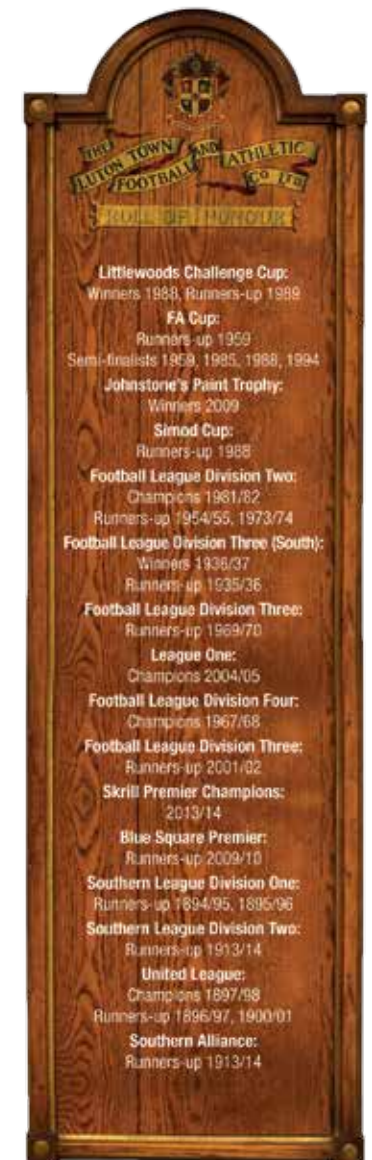 THE
LUTON TOWN
FOOTBALL AND
ATHLETIC
CO LTD
ROLL OF HONOUR
Littlewoods Challenge Cup:
Winners 1988, Runners-up 1989
FA Cup:
Runners-up 1959
Semi-finalists 1959, 1985, 1988, 1994
Johnstone's Paint Trophy:
Winners 2009
Simod Cup:
Runners-up 1988
Football League Division Two:
Champions 1981/82
Runners-up 1954/55, 1973/74
Football League Division Three (South):
Winners 1936/37
Runners-up 1935/36
Football League Division Three:
Runners-up 1969/70
League One:
Champions 2004/05
Football League Division Four:
Champions 1967/68
Football League Division Three:
Runners-up 2001/02
Skrill Premier Champions:
2013/14
Blue Square Premier:
Runners-up 2009/10
Southern League Division One:
Runners-up 1894/95, 1895/96
Southern League Division Two:
Runners-up 1913/14
United League:
Champions 1897/98
Runners-up 1896/97, 1900/01
Southern Alliance:
Runners-up 1913/14